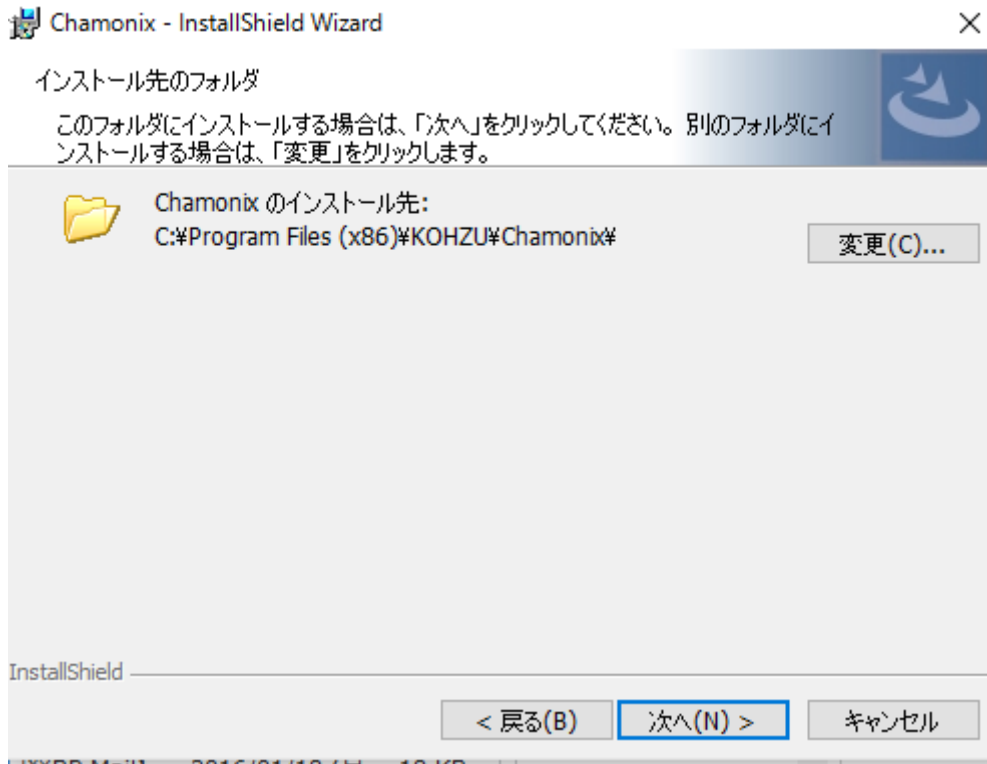 Chamonix - InstallShield Wizard
インストール先のフォルダ
このフォルダにインストールする場合は、「次へ」をクリックしてください。 別のフォルダにイ
ンストールする場合は、「変更」をクリックします。
Chamonix のインストール先:
C:¥Program Files (x86)¥KOHZU¥Chamonix¥
変更(C)...
InstallShield
< 戻る(B)
次へ(N) >
キャンセル